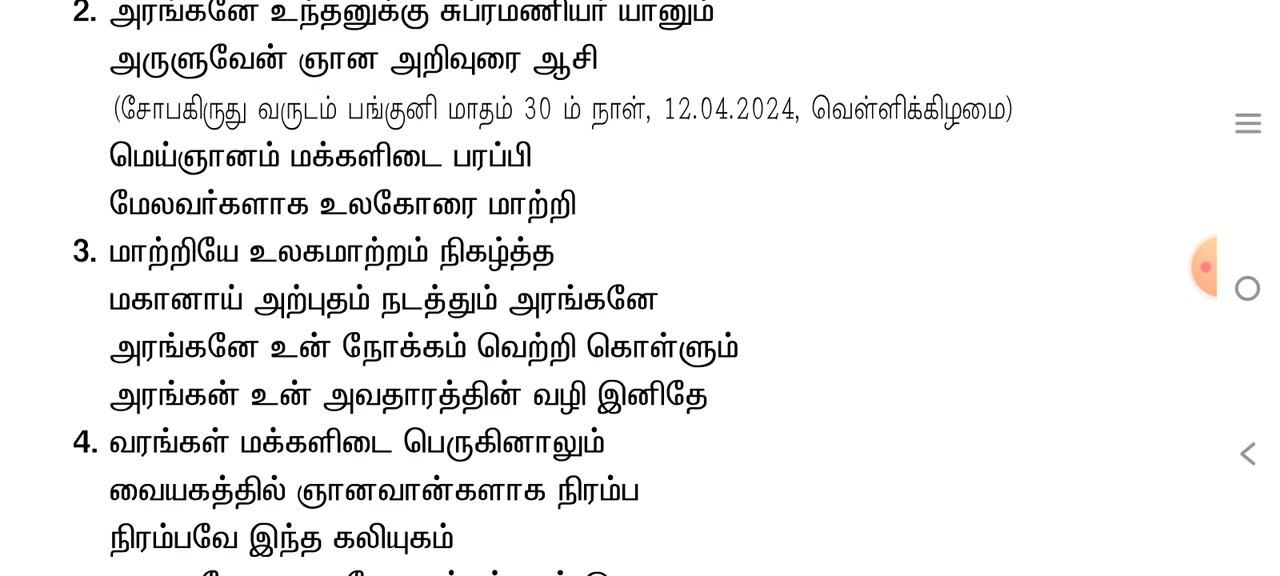 2. அரங்கனே உந்தனுக்கு சுப்ரமணியர் யானும்
அருளுவேன் ஞான அறிவுரை ஆசி
(சோபகிருது வருடம் பங்குனி மாதம் 30 ம் நாள், 12.04.2024, வெள்ளிக்கிழமை)
மெய்ஞானம் மக்களிடை பரப்பி
மேலவர்களாக உலகோரை மாற்றி
3. மாற்றியே உலகமாற்றம் நிகழ்த்த
மகானாய் அற்புதம் நடத்தும் அரங்கனே
அரங்கனே உன் நோக்கம் வெற்றி கொள்ளும்
அரங்கன் உன் அவதாரத்தின் வழி இனிதே
4. வரங்கள் மக்களிடை பெருகினாலும்
வையகத்தில் ஞானவான்களாக நிரம்ப
நிரம்பவே இந்த கலியுகம்